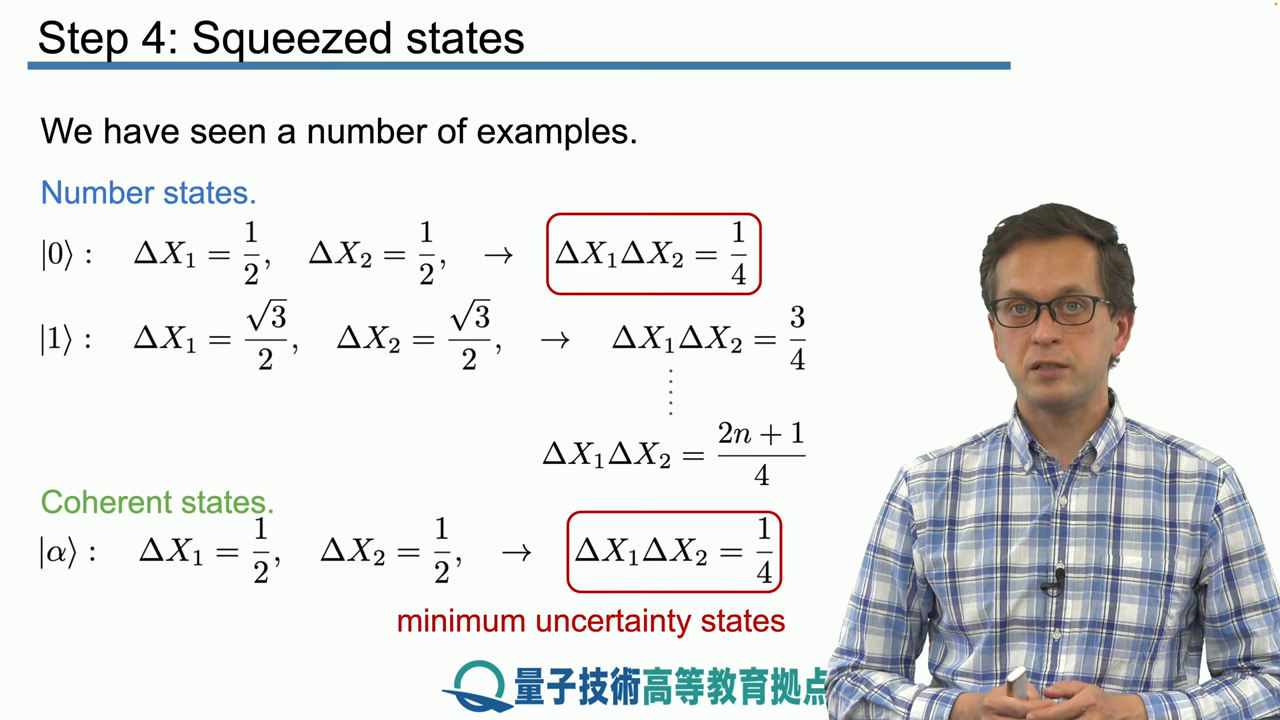 Step 4: Squeezed states
We have seen a number of examples.
Number states.
|0⟩ : ΔX₁ = 1/2, ΔX₂ = 1/2, → ΔX₁ΔX₂ = 1/4
|1⟩ : ΔX₁ = √3/2, ΔX₂ = √3/2, → ΔX₁ΔX₂ = 3/4
ΔX₁ΔX₂ = (2n + 1)/4
Coherent states.
|α⟩ : ΔX₁ = 1/2, ΔX₂ = 1/2, → ΔX₁ΔX₂ = 1/4
minimum uncertainty states
量子技術高等教育拠点